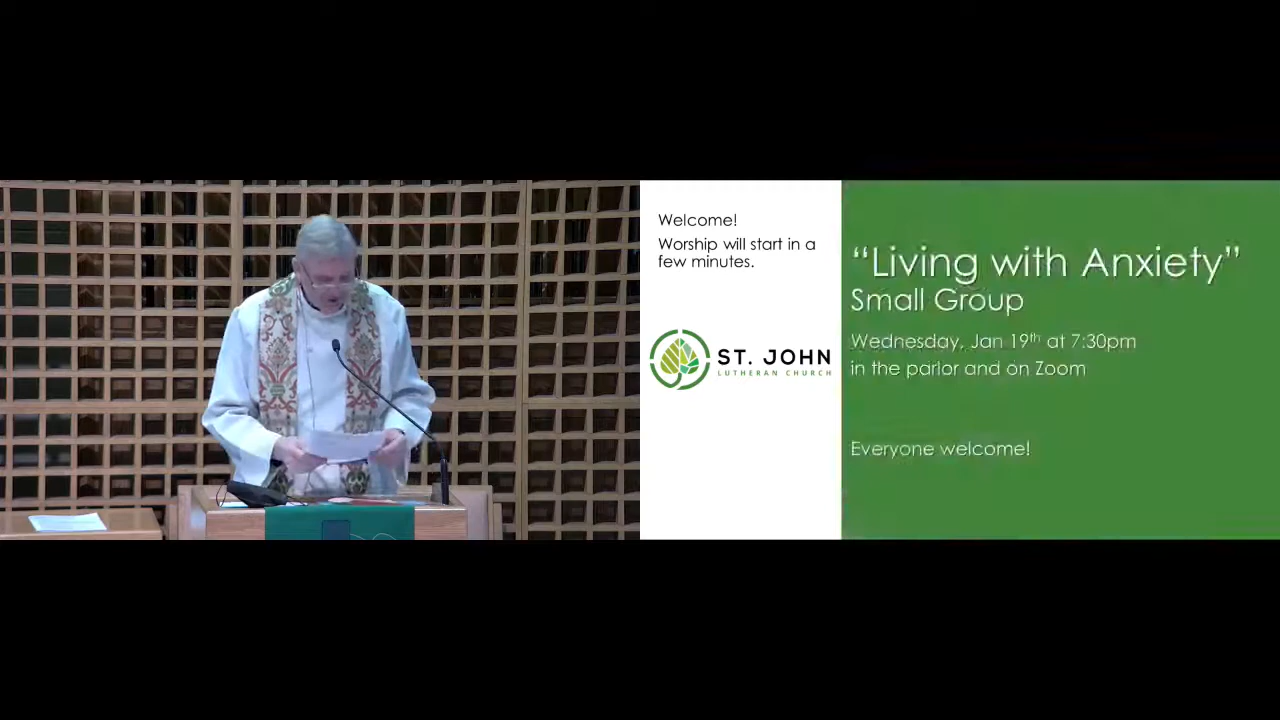 Welcome!
Worship will start in a
few minutes.
ST. JOHN
LUTHERAN CHURCH
“Living with Anxiety”
Small Group
Wednesday, Jan 19th at 7:30pm
in the parlor and on Zoom
Everyone welcome!